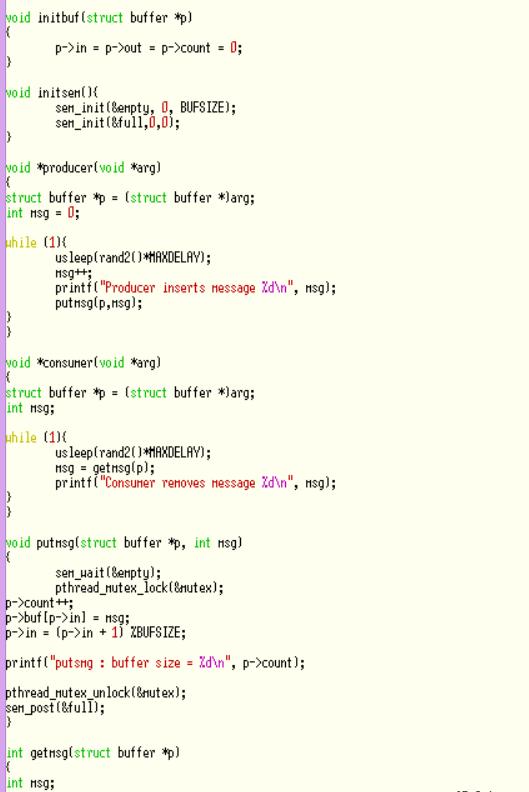 void initbuf(struct buffer *p)
{
        p->in = p->out = p->count = 0;
}

void initsem(){
        sem_init(&empty, 0, BUFSIZE);
        sem_init(&full,0,0);
}

void *producer(void *arg)
{
struct buffer *p = (struct buffer *)arg;
int msg = 0;

while (1){
        usleep(rand2()*MAXDELAY);
        msg++;
        printf("Producer inserts message %d\n", msg);
        putmsg(p,msg);
}
}

void *consumer(void *arg)
{
struct buffer *p = (struct buffer *)arg;
int msg;

while (1){
        usleep(rand2()*MAXDELAY);
        msg = getmsg(p);
        printf("Consumer removes message %d\n", msg);
}
}

void putmsg(struct buffer *p, int msg)
{
        sem_wait(&empty);
        pthread_mutex_lock(&mutex);
p->count++;
p->buf[p->in] = msg;
p->in = (p->in + 1) %BUFSIZE;

printf("putsmg : buffer size = %d\n", p->count);

pthread_mutex_unlock(&mutex);
sem_post(&full);
}

int getmsg(struct buffer *p)
{
int msg;